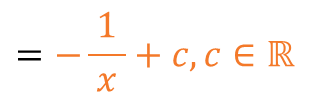 = − 1/x + c, c ∈ ℝ